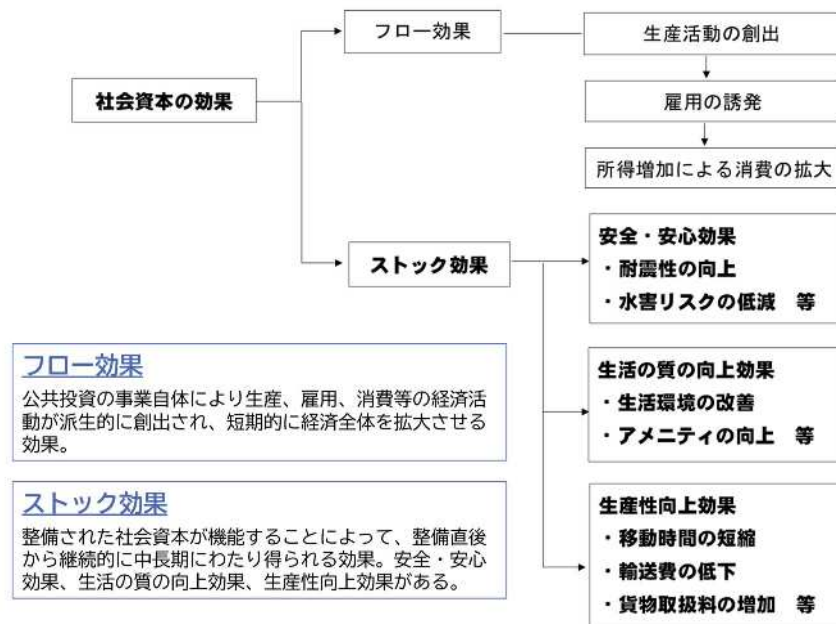 フロー効果
生産活動の創出
社会資本の効果
雇用の誘発
所得増加による消費の拡大
ストック効果
安全・安心効果
・耐震性の向上
・水害リスクの低減　等
生活の質の向上効果
・生活環境の改善
・アメニティの向上　等
生産性向上効果
・移動時間の短縮
・輸送費の低下
・貨物取扱料の増加　等
フロー効果
公共投資の事業自体により生産、雇用、消費等の経済活
動が派生的に創出され、短期的に経済全体を拡大させる
効果。
ストック効果
整備された社会資本が機能することによって、整備直後
から継続的に中長期にわたり得られる効果。安全・安心
効果、生活の質の向上効果、生産性向上効果がある。